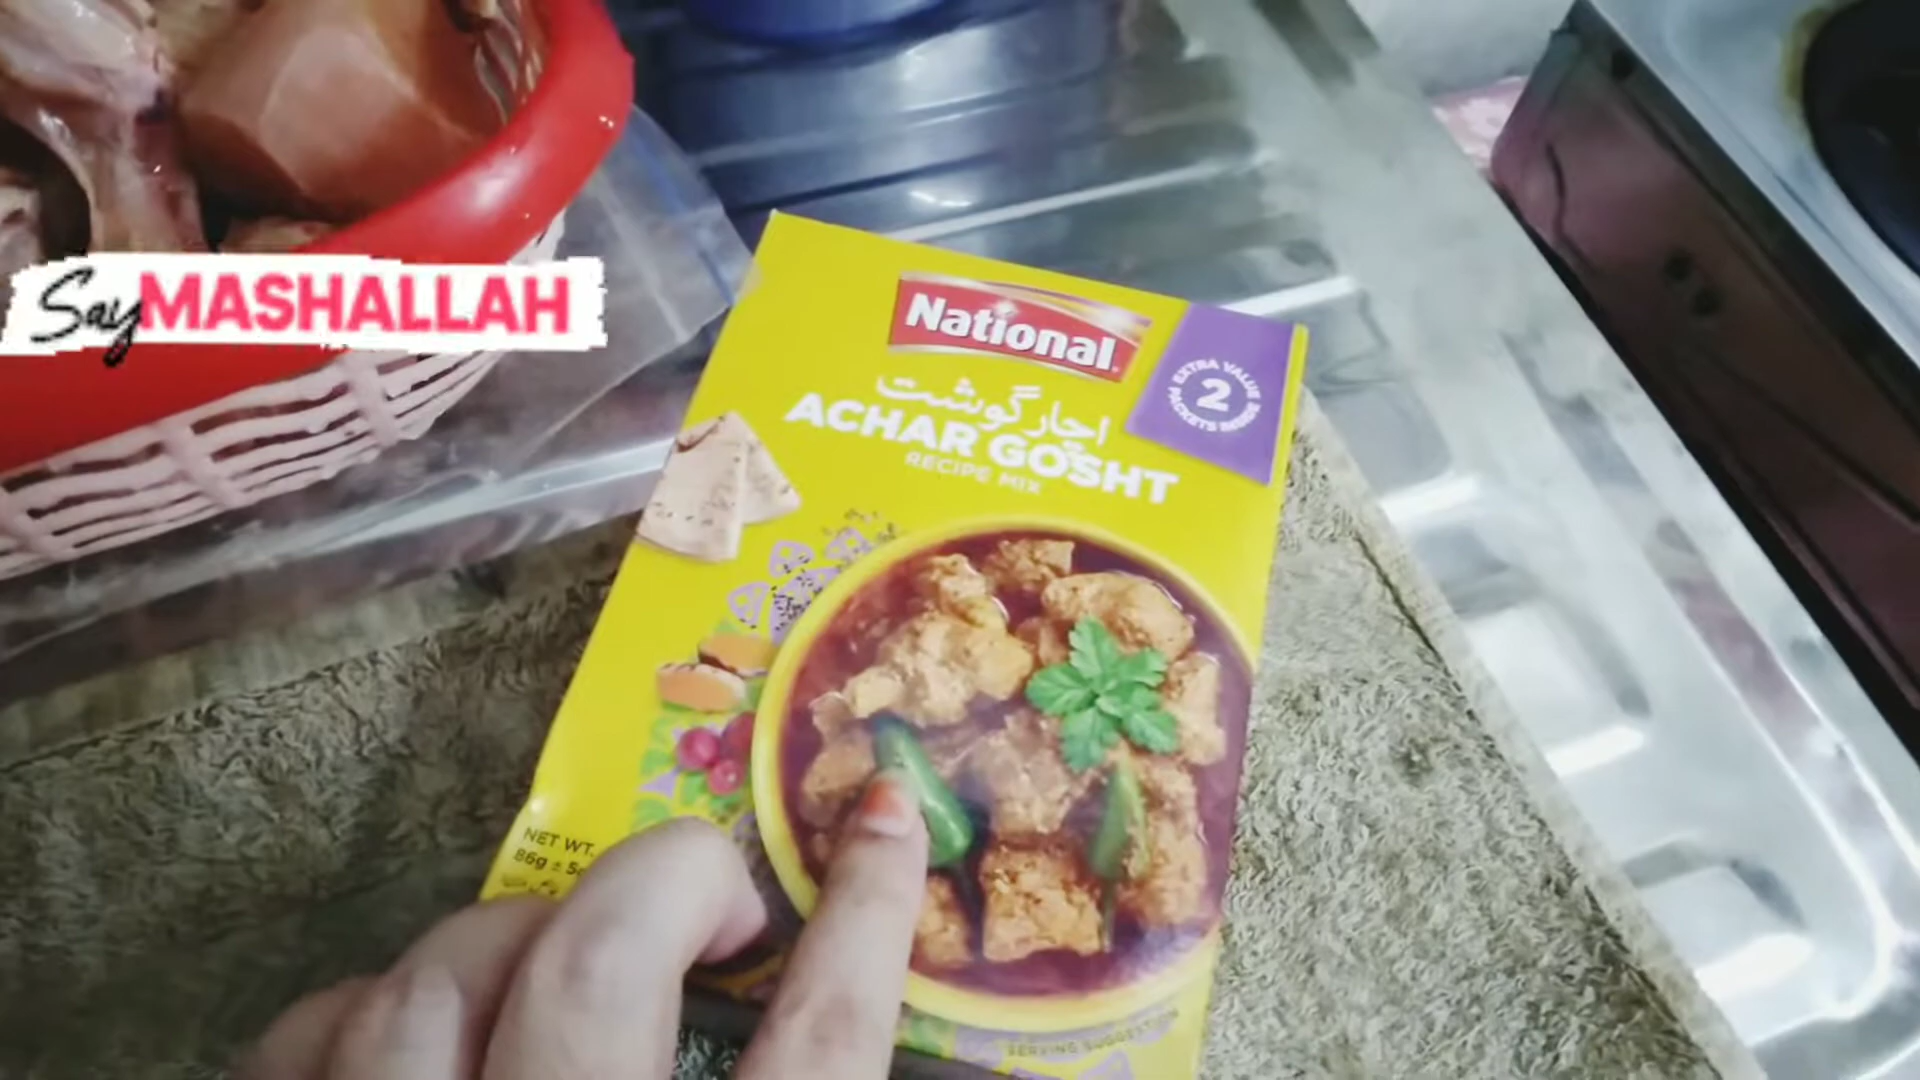 Say MASHALLAH
National
EXTRA VALUE
2
PACKETS INSIDE
اچار گوشت
ACHAR GOSHT
RECIPE MIX
NET WT.
86g ± 5g
SERVING SUGGESTION